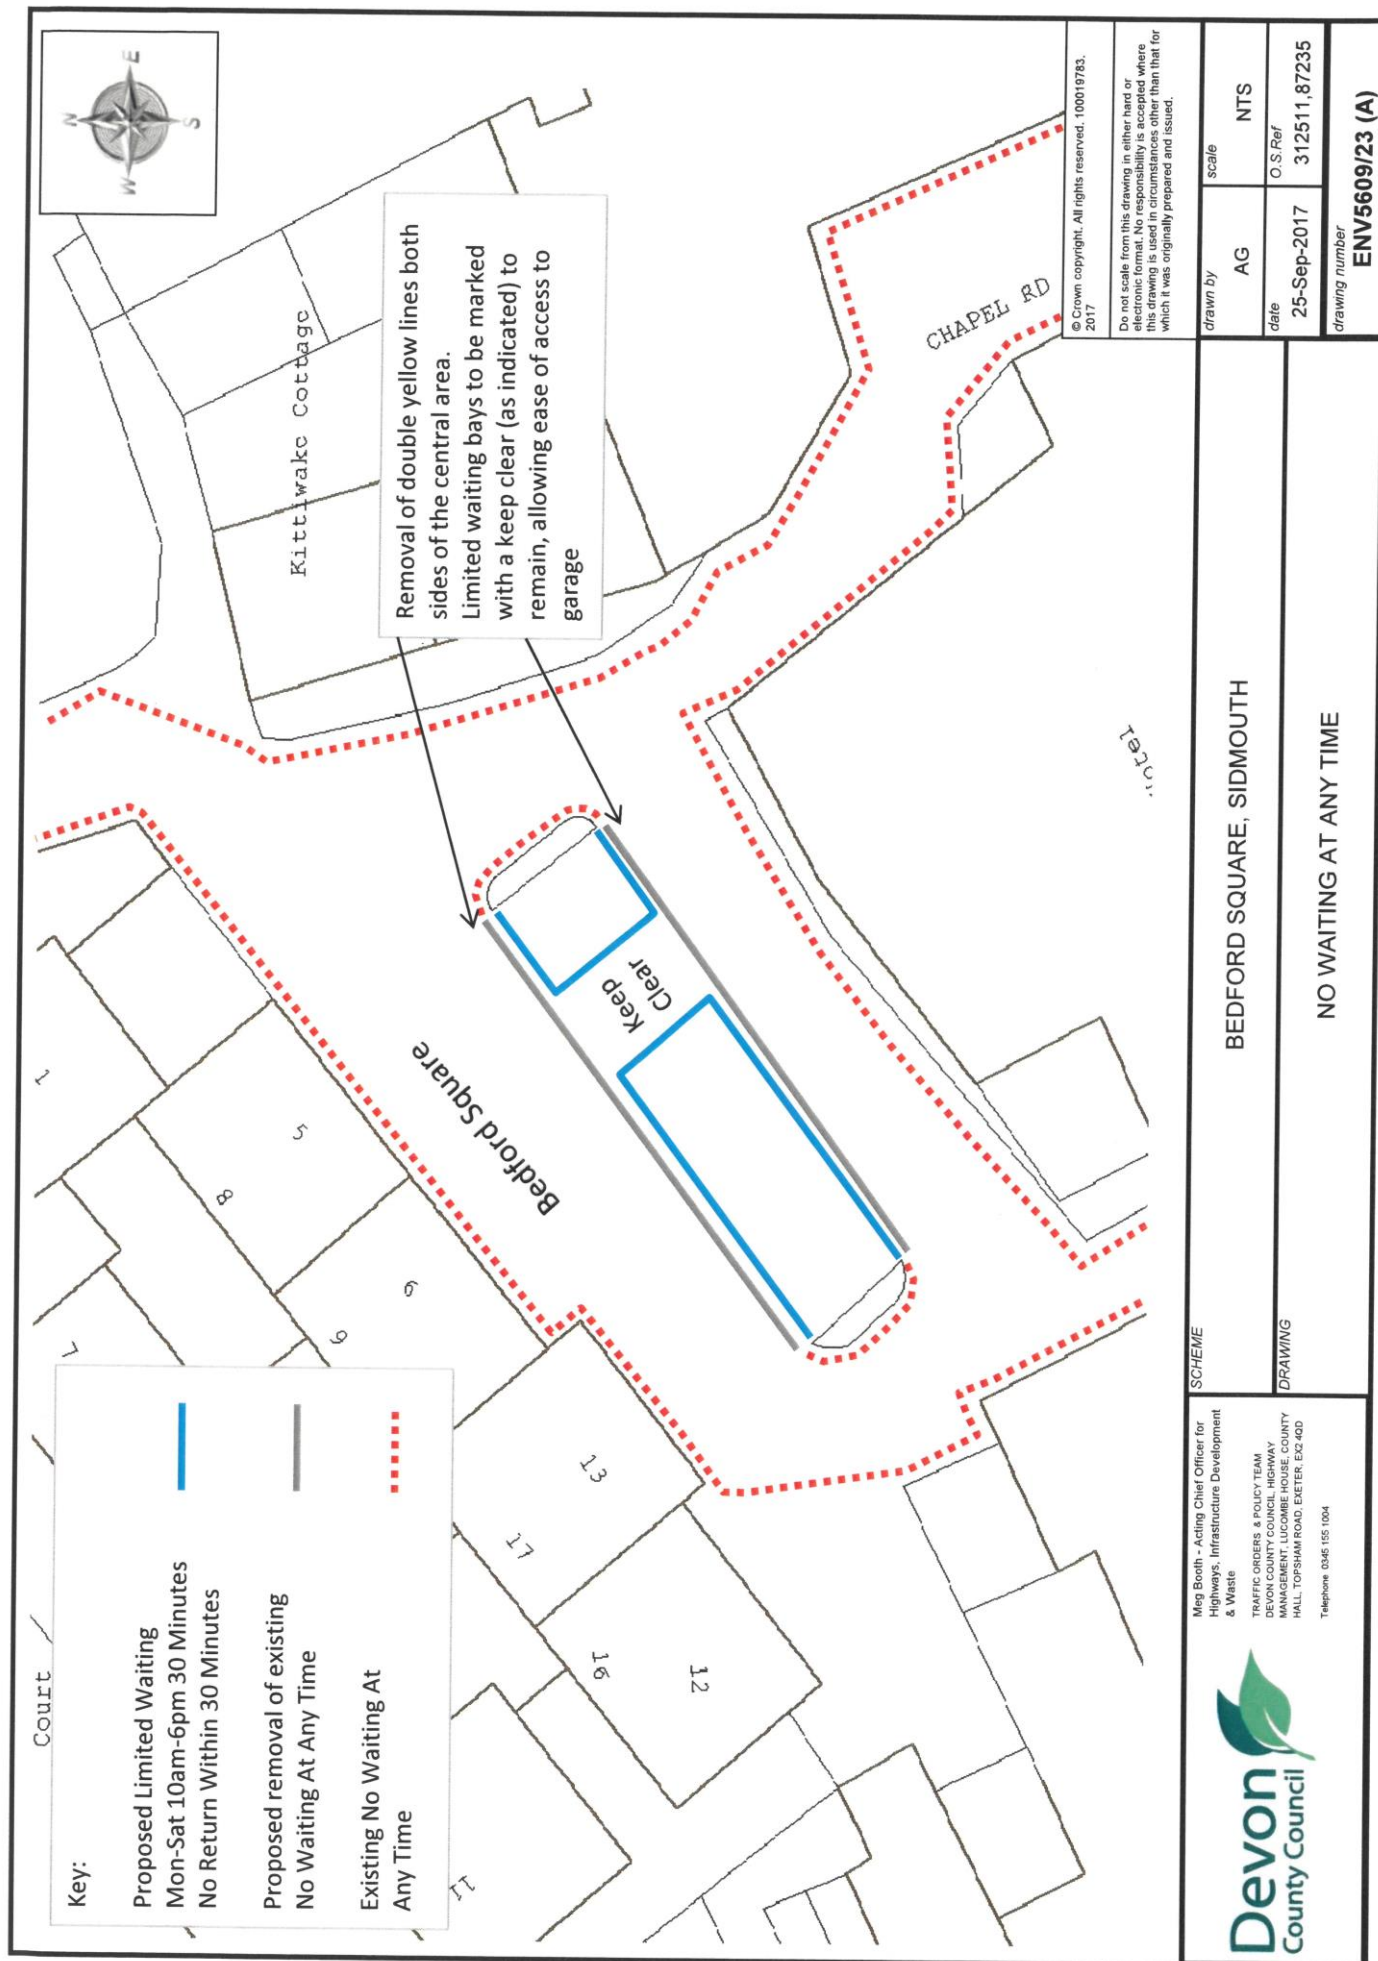 Court
Key:
Proposed Limited Waiting
Mon-Sat 10am-6pm 30 Minutes
No Return Within 30 Minutes
Proposed removal of existing
No Waiting At Any Time
Existing No Waiting At
Any Time
N
E
S
W
Kittiwake Cottage
Removal of double yellow lines both
sides of the central area.
Limited waiting bays to be marked
with a keep clear (as indicated) to
remain, allowing ease of access to
garage
1
5
8
9
13
17
16
12
11
Bedford Square
Keep
Clear
CHAPEL RD
© Crown copyright. All rights reserved. 100019783.
2017
Do not scale from this drawing in either hard or
electronic format. No responsibility is accepted where
this drawing is used in circumstances other than that for
which it was originally prepared and issued.
Devon
County Council
Meg Booth - Acting Chief Officer for
Highways, Infrastructure Development
& Waste
TRAFFIC ORDERS & POLICY TEAM
DEVON COUNTY COUNCIL, HIGHWAY
MANAGEMENT, LUCOMBE HOUSE, COUNTY
HALL, TOPSHAM ROAD, EXETER, EX2 4QD
Telephone 0345 155 1004
SCHEME
BEDFORD SQUARE, SIDMOUTH
DRAWING
NO WAITING AT ANY TIME
drawn by
AG
scale
NTS
date
25-Sep-2017
O.S.Ref
312511,87235
drawing number
ENV5609/23 (A)